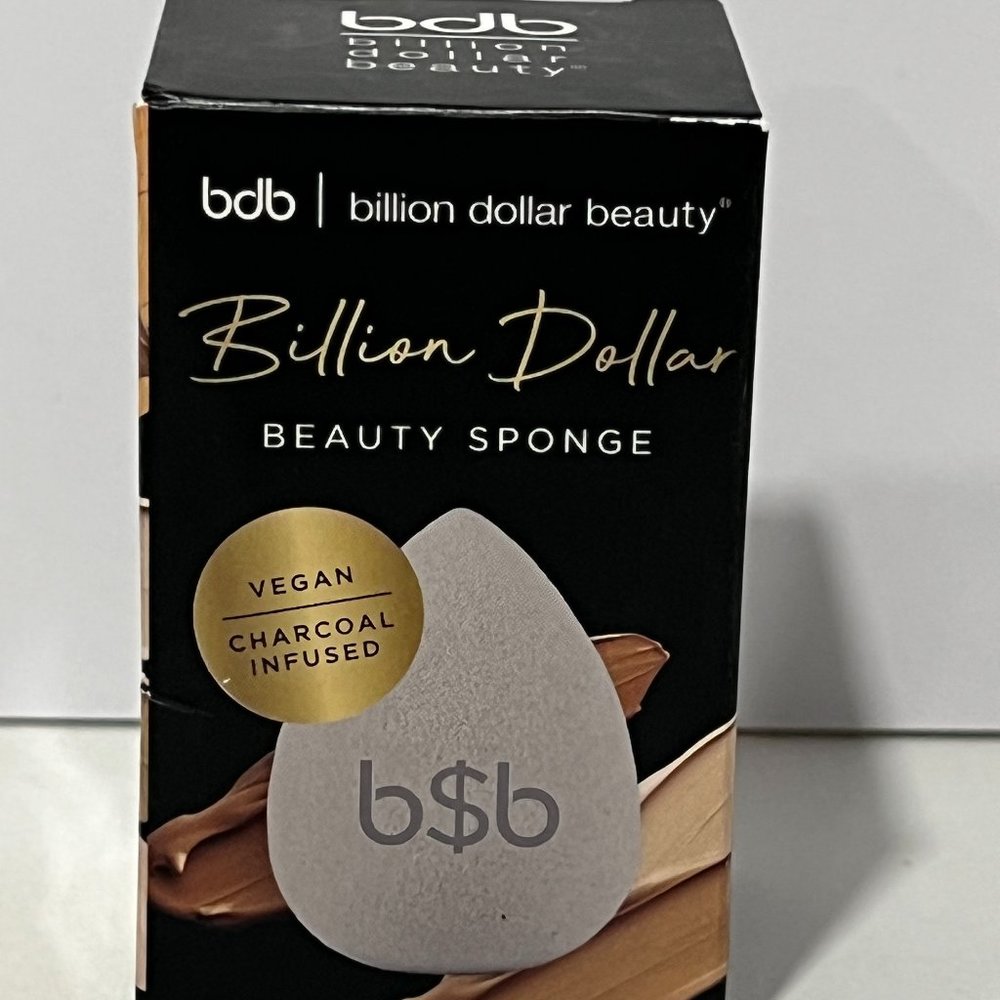 bdb
billion
dollar
beauty
bdb | billion dollar beauty
Billion Dollar
BEAUTY SPONGE
VEGAN
CHARCOAL
INFUSED
b$b